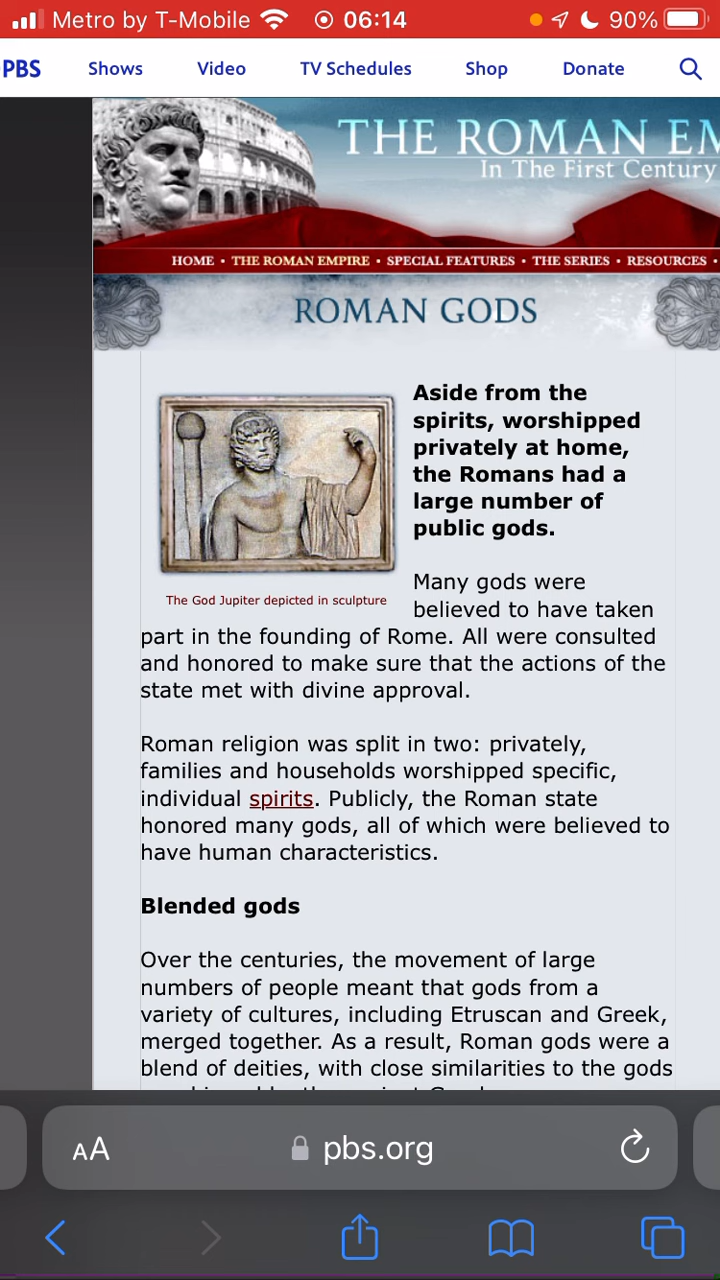 Metro by T-Mobile 06:14 90%
PBS Shows Video TV Schedules Shop Donate
THE ROMAN
In The First Century
HOME • THE ROMAN EMPIRE • SPECIAL FEATURES • THE SERIES • RESOURCES •
ROMAN GODS
Aside from the
spirits, worshipped
privately at home,
the Romans had a
large number of
public gods.
The God Jupiter depicted in sculpture
Many gods were
believed to have taken
part in the founding of Rome. All were consulted
and honored to make sure that the actions of the
state met with divine approval.
Roman religion was split in two: privately,
families and households worshipped specific,
individual spirits. Publicly, the Roman state
honored many gods, all of which were believed to
have human characteristics.
Blended gods
Over the centuries, the movement of large
numbers of people meant that gods from a
variety of cultures, including Etruscan and Greek,
merged together. As a result, Roman gods were a
blend of deities, with close similarities to the gods
AA pbs.org